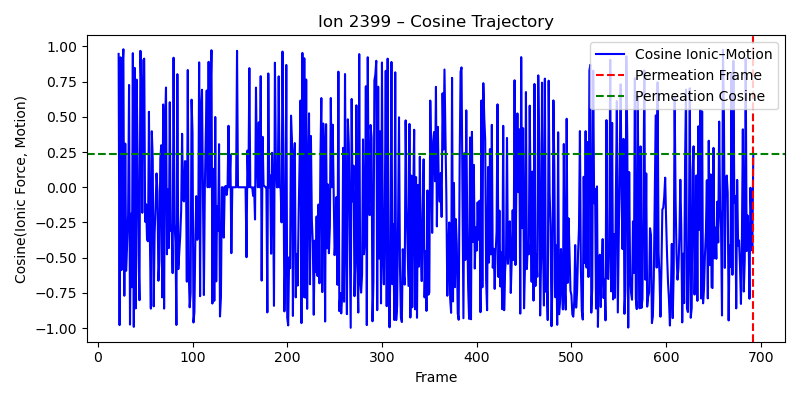 Ion 2399 – Cosine Trajectory
Cosine(Ionic Force, Motion)
1.00
0.75
0.50
0.25
0.00
−0.25
−0.50
−0.75
−1.00
Cosine Ionic–Motion
Permeation Frame
Permeation Cosine
0 100 200 300 400 500 600 700
Frame